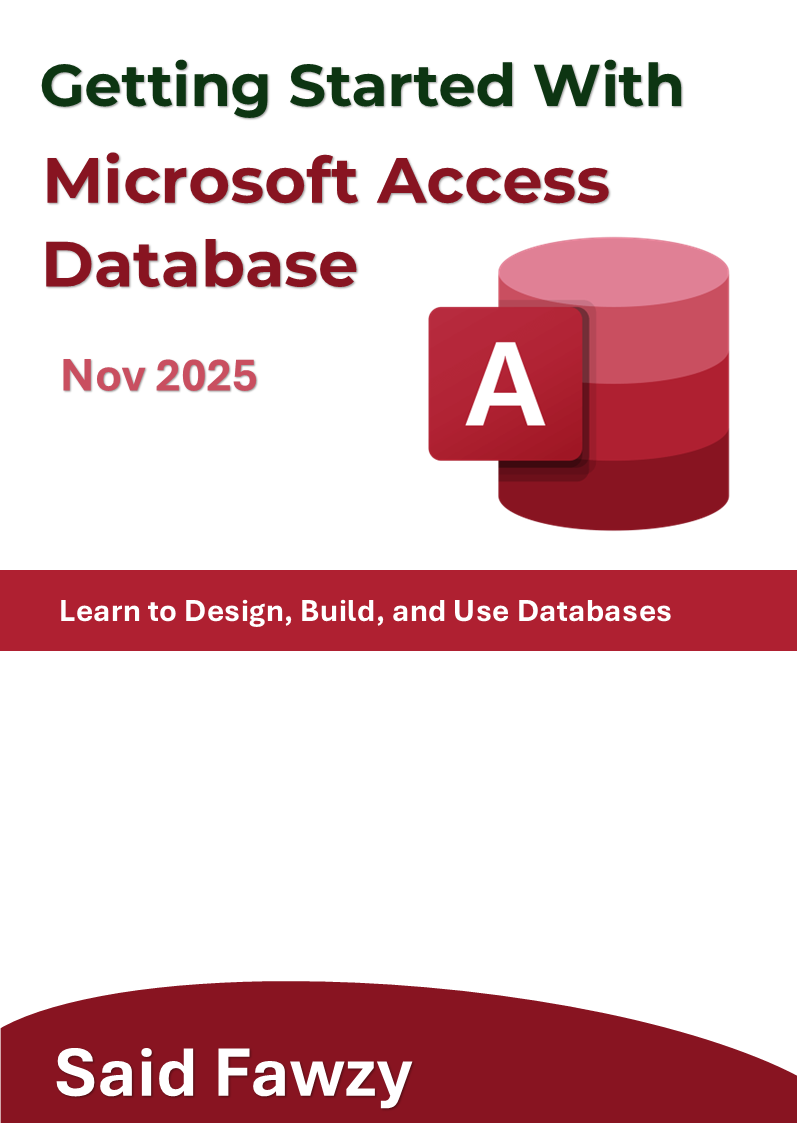 Getting Started With
Microsoft Access
Database
Nov 2025
A
Learn to Design, Build, and Use Databases
Said Fawzy